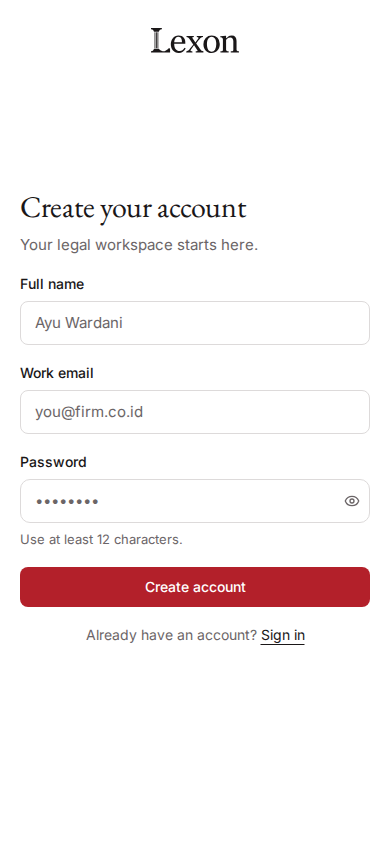 Lexon
Create your account
Your legal workspace starts here.
Full name
Ayu Wardani
Work email
you@firm.co.id
Password
••••••••
Use at least 12 characters.
Create account
Already have an account? Sign in